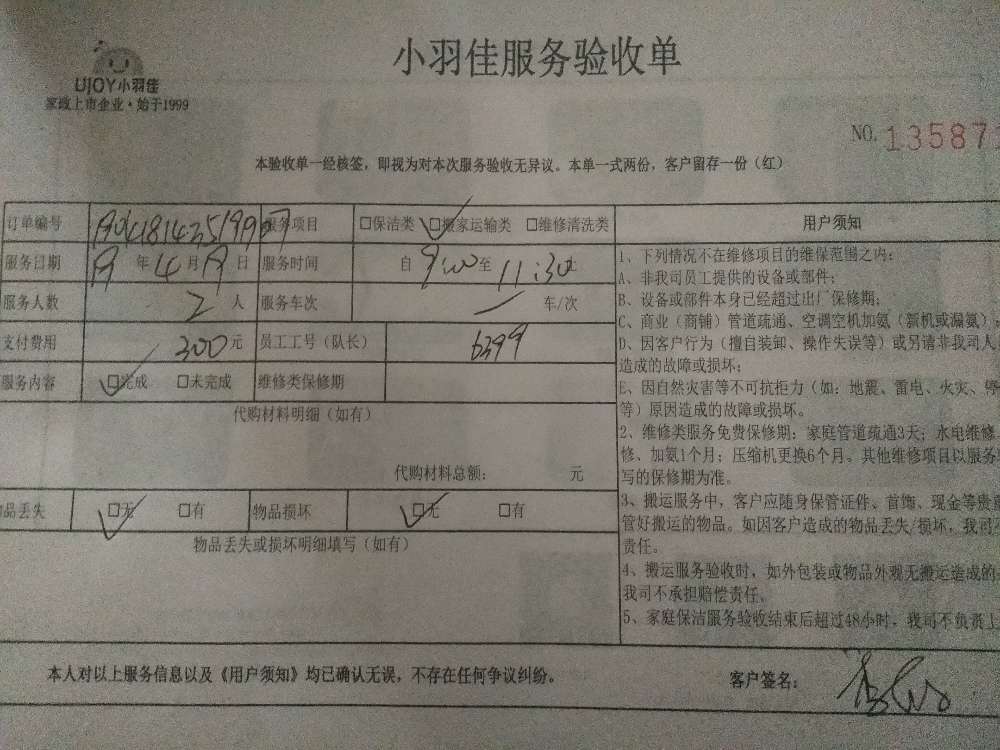 小羽佳服务验收单
UJOY小羽佳
家政上市企业·始于1999
NO. 135871
本验收单一经核签，即视为对本次服务验收无异议。本单一式两份，客户留存一份（红）
订单编号 服务项目 □保洁类 □搬家运输类 □维修清洗类
服务日期 19 年 4 月 19 日 服务时间 自 9:00 至 11:30 止
服务人数 2 人 服务车次 车/次
支付费用 300 元 员工工号（队长） 6399
服务内容 □完成 □未完成 维修类保修期
代购材料明细（如有）
代购材料总额： 元
物品丢失 □无 □有 物品损坏 □无 □有
物品丢失或损坏明细填写（如有）
用户须知
1、下列情况不在维修项目的维保范围之内：
A、非我司员工提供的设备或部件；
B、设备或部件本身已经超过出厂保修期；
C、商业（商铺）管道疏通、空调空机加氨（新机或漏氨）；
D、因客户行为（擅自装卸、操作失误等）或另请非我司人
造成的故障或损坏；
E、因自然灾害等不可抗拒力（如：地震、雷电、火灾、
等）原因造成的故障或损坏。
2、维修类服务免费保修期：家庭管道疏通3天；水电维修
修、加氨1个月；压缩机更换6个月。其他维修项目以服务
写的保修期为准。
3、搬运服务中，客户应随身保管证件、首饰、现金等贵
管好搬运的物品。如因客户造成的物品丢失/损坏，我司
责任。
4、搬运服务验收时，如外包装或物品外观无搬运造成的
我司不承担赔偿责任。
5、家庭保洁服务验收结束后超过48小时，我司不负责上
本人对以上服务信息以及《用户须知》均已确认无误，不存在任何争议纠纷。 客户签名：